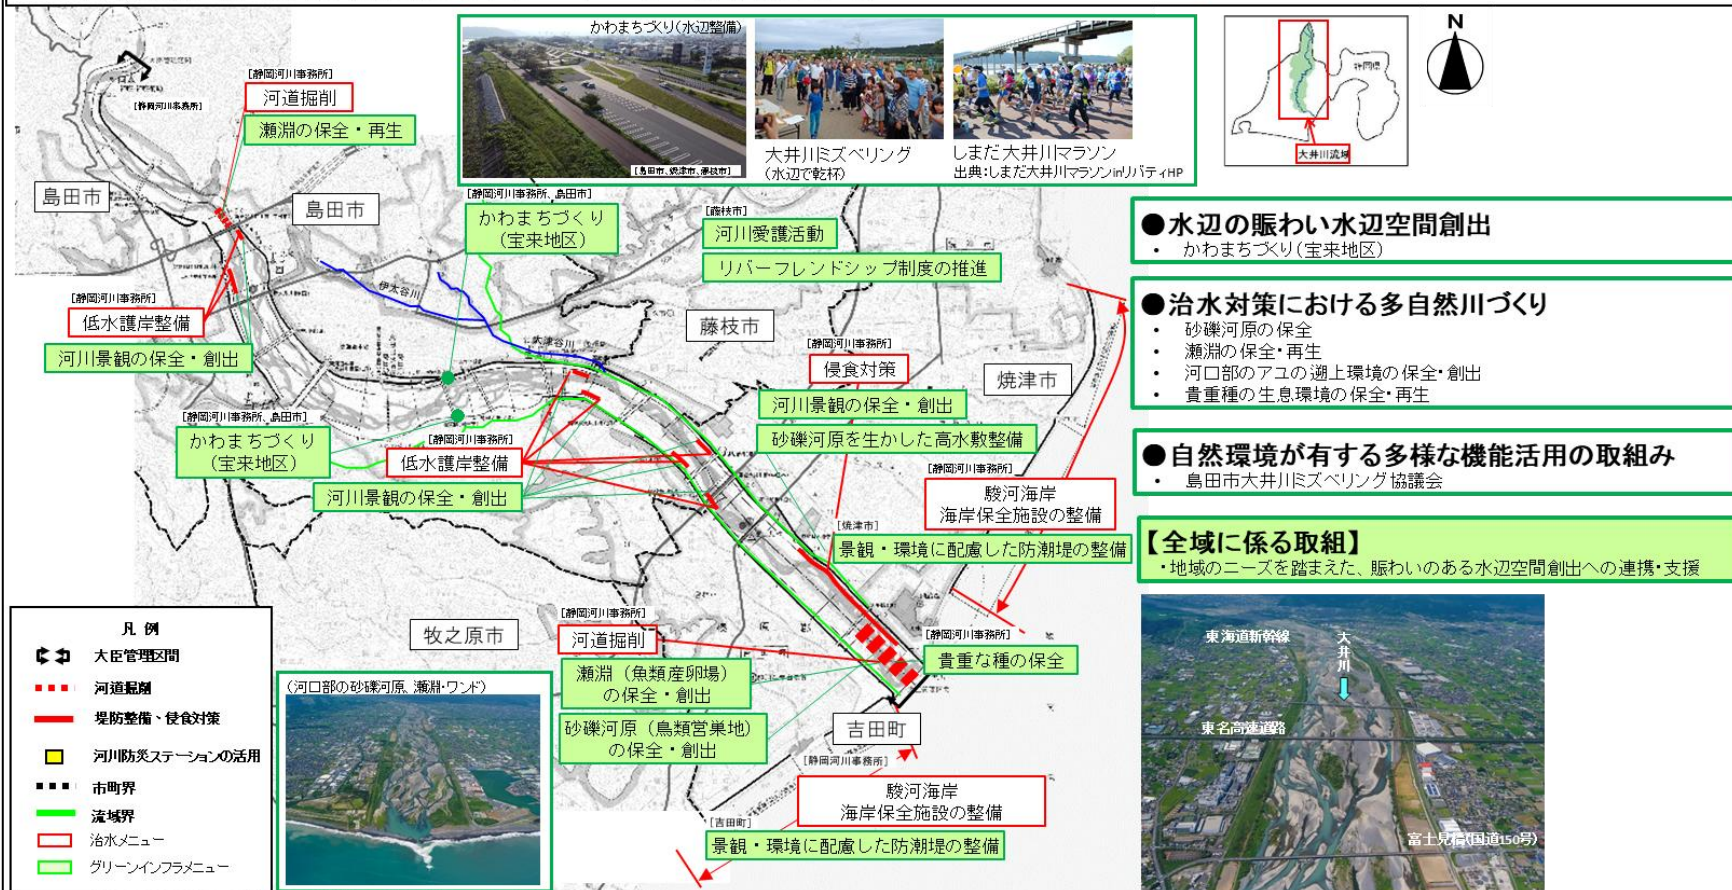 かわまちづくり(水辺整備)
[島田市、焼津市、藤枝市]
大井川ミズベリング
(水辺で乾杯)
しまだ大井川マラソン
出典:しまだ大井川マラソンinリバティHP
静岡県
大井川流域
N
[静岡河川事務所]
[静岡河川事務所]
河道掘削
瀬淵の保全・再生
島田市
島田市
[静岡河川事務所、島田市]
かわまちづくり
(宝来地区)
[藤枝市]
河川愛護活動
リバーフレンドシップ制度の推進
伊太谷川
大津谷川
[静岡河川事務所]
低水護岸整備
河川景観の保全・創出
藤枝市
[静岡河川事務所]
侵食対策
河川景観の保全・創出
砂礫河原を生かした高水敷整備
焼津市
[静岡河川事務所、島田市]
かわまちづくり
(宝来地区)
[静岡河川事務所]
低水護岸整備
河川景観の保全・創出
[静岡河川事務所]
駿河海岸
海岸保全施設の整備
[焼津市]
景観・環境に配慮した防潮堤の整備
牧之原市
[静岡河川事務所]
河道掘削
瀬淵(魚類産卵場)
の保全・創出
砂礫河原(鳥類営巣地)
の保全・創出
[静岡河川事務所]
貴重な種の保全
吉田町
[静岡河川事務所]
駿河海岸
海岸保全施設の整備
[吉田町]
景観・環境に配慮した防潮堤の整備
凡 例
大臣管理区間
河道掘削
堤防整備、侵食対策
河川防災ステーションの活用
市町界
流域界
治水メニュー
グリーンインフラメニュー
(河口部の砂礫河原、瀬淵・ワンド)
●水辺の賑わい水辺空間創出
・ かわまちづくり(宝来地区)
●治水対策における多自然川づくり
・ 砂礫河原の保全
・ 瀬淵の保全・再生
・ 河口部のアユの遡上環境の保全・創出
・ 貴重種の生息環境の保全・再生
●自然環境が有する多様な機能活用の取組み
・ 島田市大井川ミズベリング協議会
【全域に係る取組】
・地域のニーズを踏まえた、賑わいのある水辺空間創出への連携・支援
東海道新幹線
大井川
東名高速道路
富士見橋(国道150号)